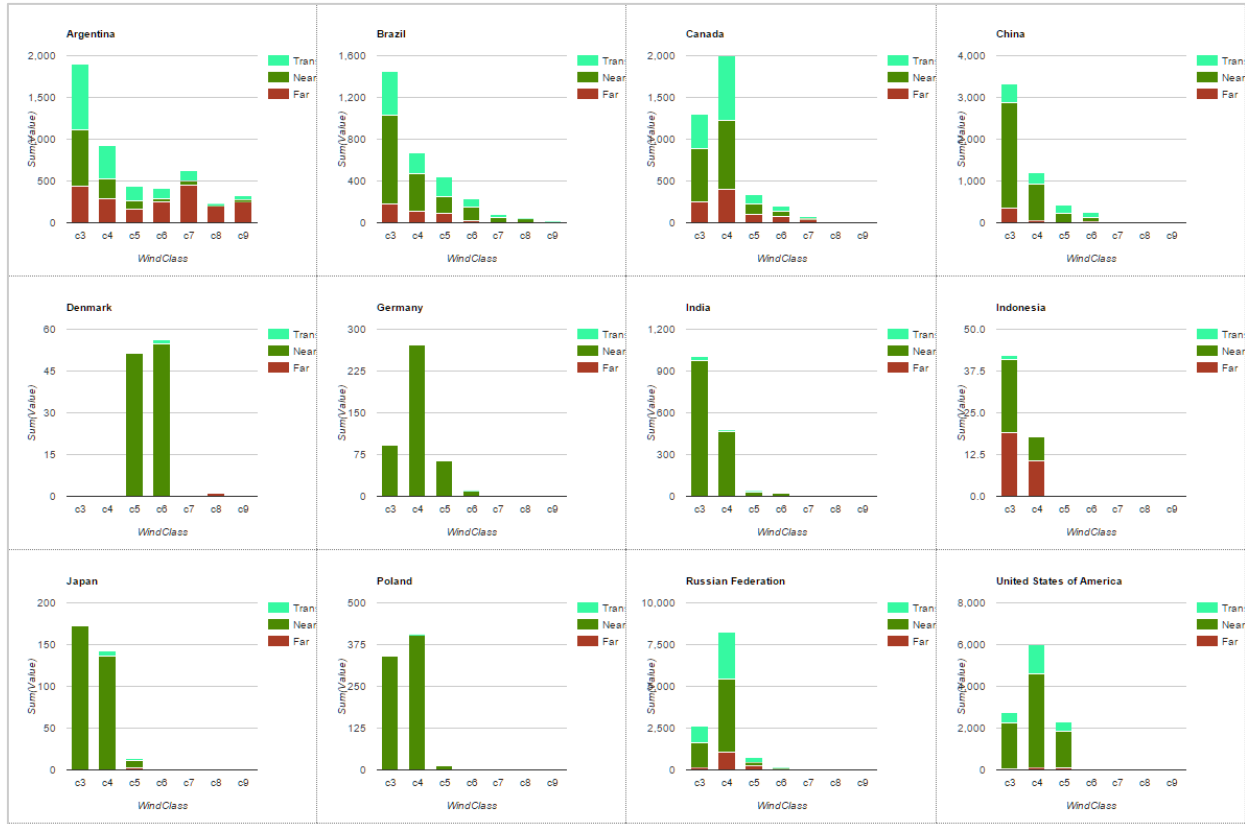 Argentina
2,000
1,500
1,000
500
0
Sum(Value)
c3 c4 c5 c6 c7 c8 c9
WindClass
Trans
Near
Far
Brazil
1,600
1,200
800
400
0
Sum(Value)
c3 c4 c5 c6 c7 c8 c9
WindClass
Trans
Near
Far
Canada
2,000
1,500
1,000
500
0
Sum(Value)
c3 c4 c5 c6 c7 c8 c9
WindClass
Trans
Near
Far
China
4,000
3,000
2,000
1,000
0
Sum(Value)
c3 c4 c5 c6 c7 c8 c9
WindClass
Trans
Near
Far
Denmark
60
45
30
15
0
Sum(Value)
c3 c4 c5 c6 c7 c8 c9
WindClass
Trans
Near
Far
Germany
300
225
150
75
0
Sum(Value)
c3 c4 c5 c6 c7 c8 c9
WindClass
Trans
Near
Far
India
1,200
900
600
300
0
Sum(Value)
c3 c4 c5 c6 c7 c8 c9
WindClass
Trans
Near
Far
Indonesia
50.0
37.5
25.0
12.5
0.0
Sum(Value)
c3 c4 c5 c6 c7 c8 c9
WindClass
Trans
Near
Far
Japan
200
150
100
50
0
Sum(Value)
c3 c4 c5 c6 c7 c8 c9
WindClass
Trans
Near
Far
Poland
500
375
250
125
0
Sum(Value)
c3 c4 c5 c6 c7 c8 c9
WindClass
Trans
Near
Far
Russian Federation
10,000
7,500
5,000
2,500
0
Sum(Value)
c3 c4 c5 c6 c7 c8 c9
WindClass
Trans
Near
Far
United States of America
8,000
6,000
4,000
2,000
0
Sum(Value)
c3 c4 c5 c6 c7 c8 c9
WindClass
Trans
Near
Far